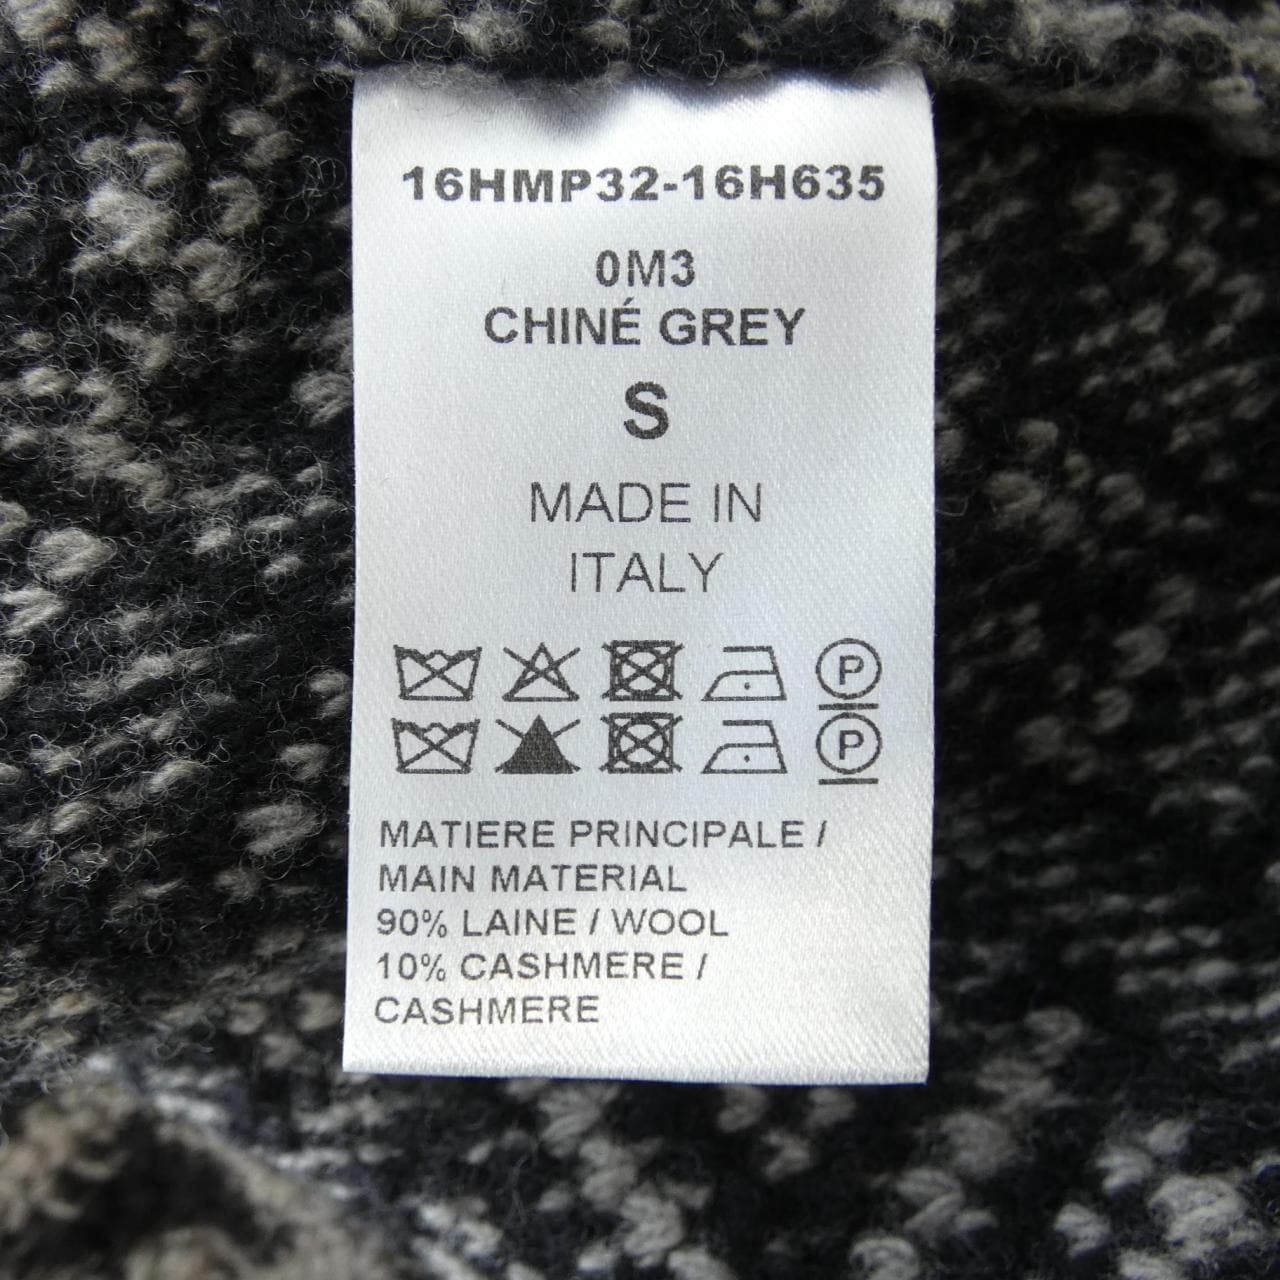 16HMP32-16H635
0M3
CHINÉ GREY
S
MADE IN
ITALY
P
P
MATIERE PRINCIPALE /
MAIN MATERIAL
90% LAINE / WOOL
10% CASHMERE /
CASHMERE